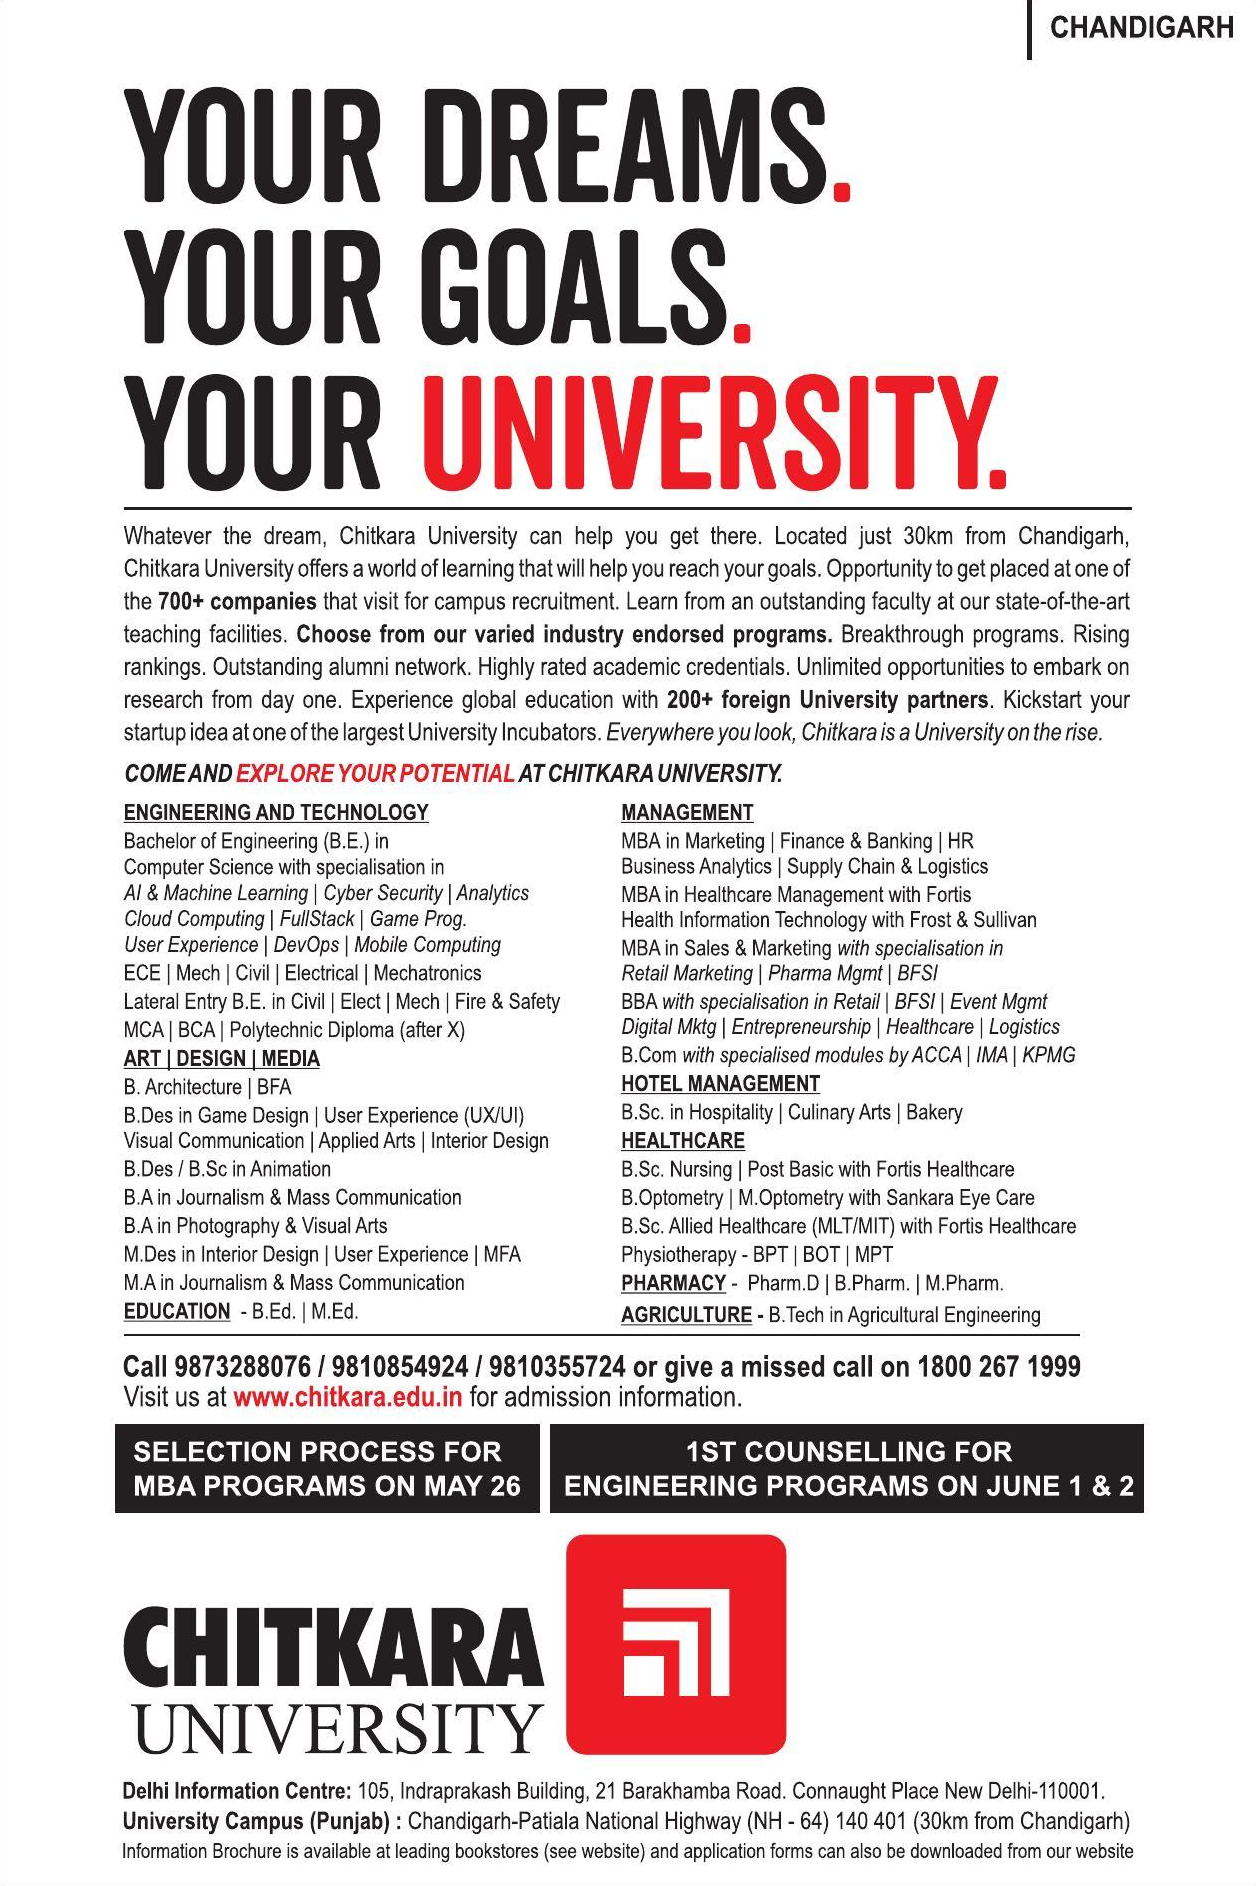 CHANDIGARH
YOUR DREAMS.
YOUR GOALS.
YOUR UNIVERSITY.
Whatever the dream, Chitkara University can help you get there. Located just 30km from Chandigarh,
Chitkara University offers a world of learning that will help you reach your goals. Opportunity to get placed at one of
the 700+ companies that visit for campus recruitment. Learn from an outstanding faculty at our state-of-the-art
teaching facilities. Choose from our varied industry endorsed programs. Breakthrough programs. Rising
rankings. Outstanding alumni network. Highly rated academic credentials. Unlimited opportunities to embark on
research from day one. Experience global education with 200+ foreign University partners. Kickstart your
startup idea at one of the largest University Incubators. Everywhere you look, Chitkara is a University on the rise.
COME AND EXPLORE YOUR POTENTIAL AT CHITKARA UNIVERSITY.
ENGINEERING AND TECHNOLOGY
Bachelor of Engineering (B.E.) in
Computer Science with specialisation in
AI & Machine Learning | Cyber Security | Analytics
Cloud Computing | FullStack | Game Prog.
User Experience | DevOps | Mobile Computing
ECE | Mech | Civil | Electrical | Mechatronics
Lateral Entry B.E. in Civil | Elect | Mech | Fire & Safety
MCA | BCA | Polytechnic Diploma (after X)
ART | DESIGN | MEDIA
B. Architecture | BFA
B.Des in Game Design | User Experience (UX/UI)
Visual Communication | Applied Arts | Interior Design
B.Des / B.Sc in Animation
B.A in Journalism & Mass Communication
B.A in Photography & Visual Arts
M.Des in Interior Design | User Experience | MFA
M.A in Journalism & Mass Communication
EDUCATION - B.Ed. | M.Ed.
MANAGEMENT
MBA in Marketing | Finance & Banking | HR
Business Analytics | Supply Chain & Logistics
MBA in Healthcare Management with Fortis
Health Information Technology with Frost & Sullivan
MBA in Sales & Marketing with specialisation in
Retail Marketing | Pharma Mgmt | BFSI
BBA with specialisation in Retail | BFSI | Event Mgmt
Digital Mktg | Entrepreneurship | Healthcare | Logistics
B.Com with specialised modules by ACCA | IMA | KPMG
HOTEL MANAGEMENT
B.Sc. in Hospitality | Culinary Arts | Bakery
HEALTHCARE
B.Sc. Nursing | Post Basic with Fortis Healthcare
B.Optometry | M.Optometry with Sankara Eye Care
B.Sc. Allied Healthcare (MLT/MIT) with Fortis Healthcare
Physiotherapy - BPT | BOT | MPT
PHARMACY - Pharm.D | B.Pharm. | M.Pharm.
AGRICULTURE - B.Tech in Agricultural Engineering
Call 9873288076 / 9810854924 / 9810355724 or give a missed call on 1800 267 1999
Visit us at www.chitkara.edu.in for admission information.
SELECTION PROCESS FOR
MBA PROGRAMS ON MAY 26
1ST COUNSELLING FOR
ENGINEERING PROGRAMS ON JUNE 1 & 2
CHITKARA
UNIVERSITY
Delhi Information Centre: 105, Indraprakash Building, 21 Barakhamba Road. Connaught Place New Delhi-110001.
University Campus (Punjab) : Chandigarh-Patiala National Highway (NH - 64) 140 401 (30km from Chandigarh)
Information Brochure is available at leading bookstores (see website) and application forms can also be downloaded from our website